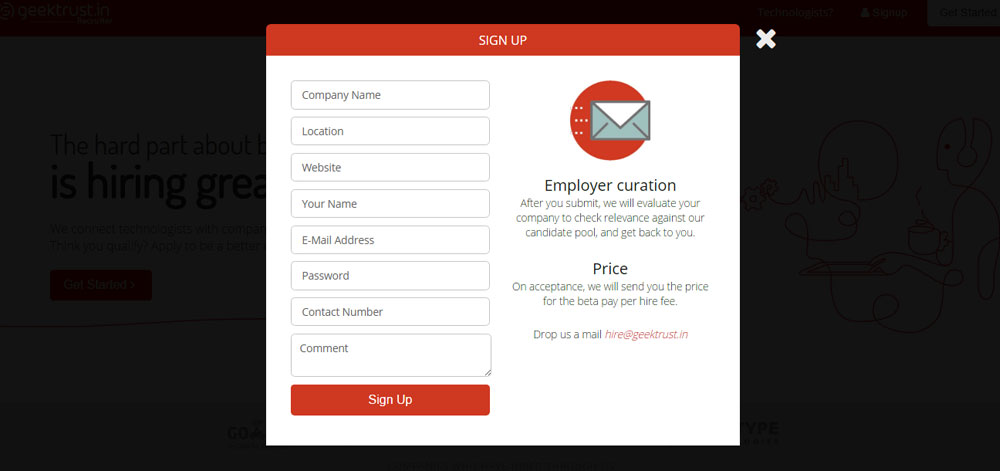 geektrust.in
Recruiter
Technologists?
Signup
Get Started
SIGN UP
Company Name
Location
Website
Your Name
E-Mail Address
Password
Contact Number
Comment
Sign Up
Employer curation
After you submit, we will evaluate your
company to check relevance against our
candidate pool, and get back to you.
Price
On acceptance, we will send you the price
for the beta pay per hire fee.
Drop us a mail hire@geektrust.in
The hard part about b
is hiring grea
We connect technologists with compan
Think you qualify? Apply to be a better
Get Started >
GO
YPE